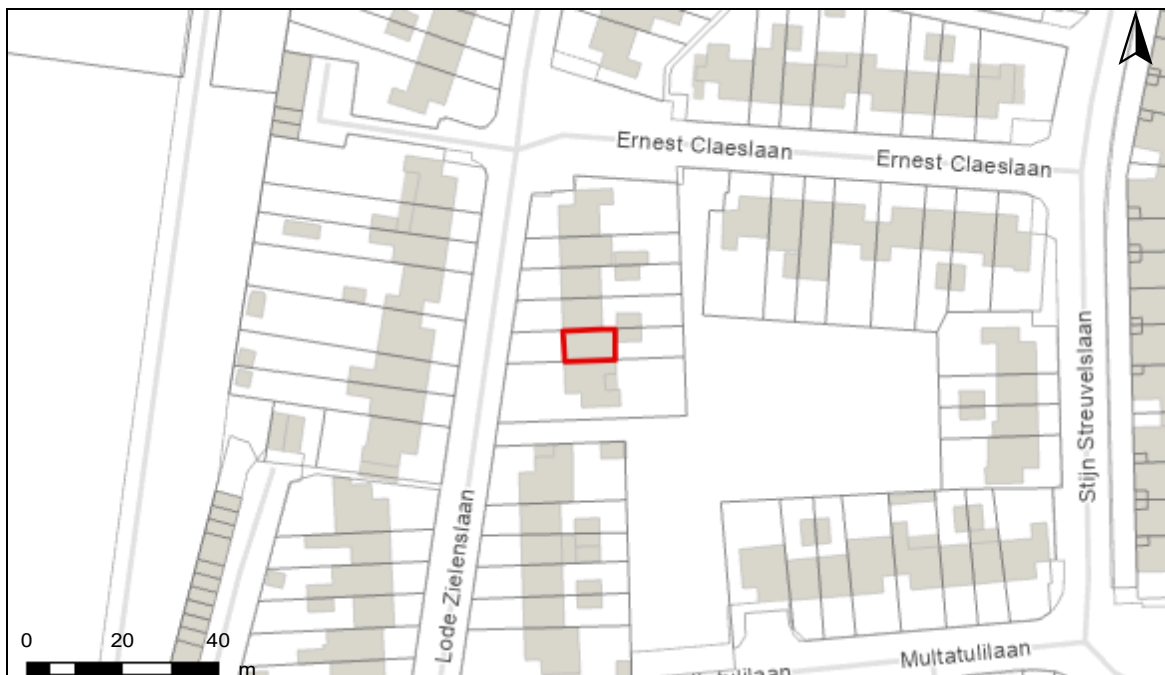 Ernest Claeslaan
Ernest Claeslaan
Stijn Streuvelslaan
Lode Zielenslaan
Multatulilaan
0 20 40
m